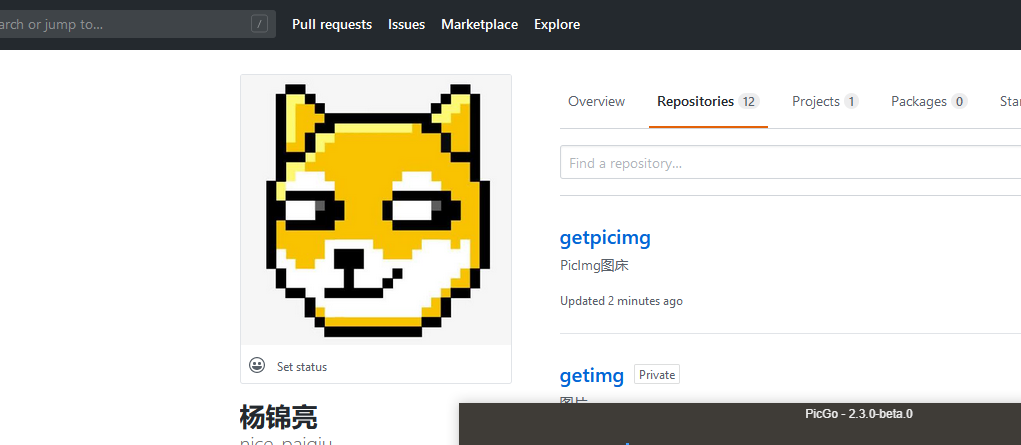 arch or jump to... /
Pull requests Issues Marketplace Explore
Overview Repositories 12 Projects 1 Packages 0 Star
Find a repository...
getpicimg
PicImg图床
Updated 2 minutes ago
getimg Private
图片
Set status
杨锦亮
PicGo - 2.3.0-beta.0